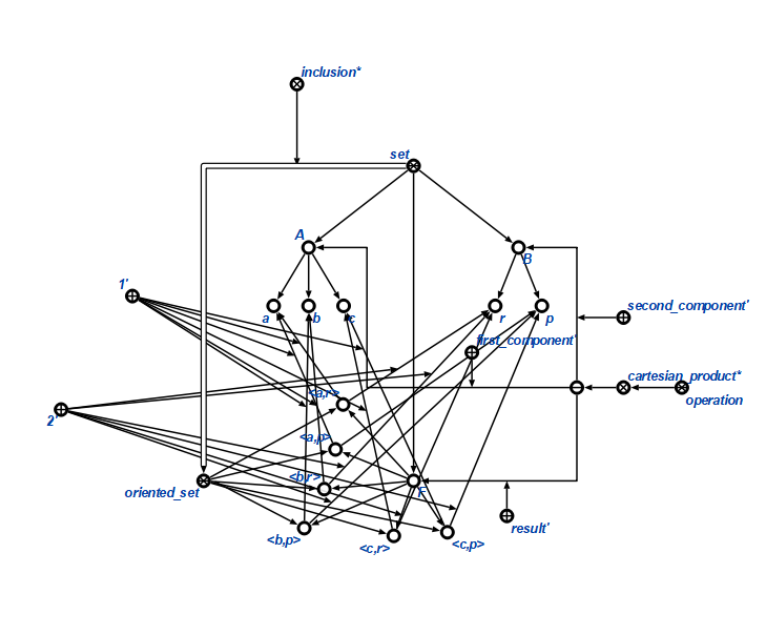 inclusion*
set
A
B
1'
a
b
c
r
p
second_component'
first_component'
<a,r>
cartesian_product*
operation
2'
<a,p>
<b,r>
oriented_set
F
<b,p>
<c,r>
<c,p>
result'